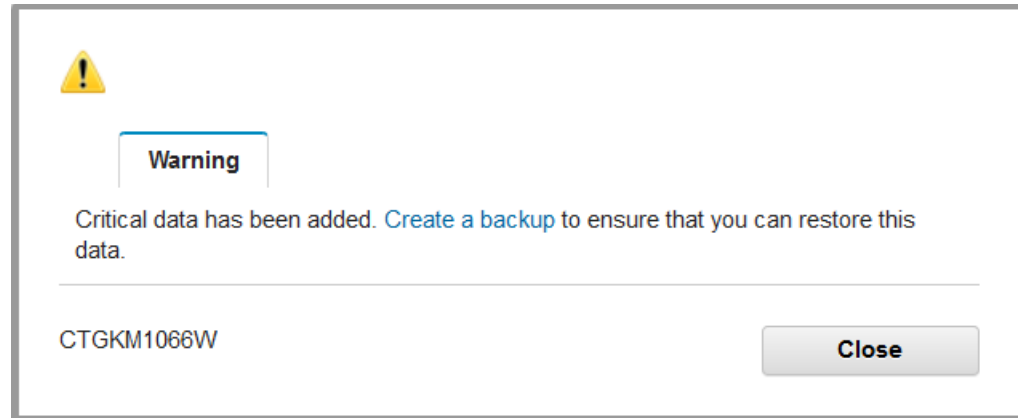 Warning
Critical data has been added. Create a backup to ensure that you can restore this
data.
CTGKM1066W
Close